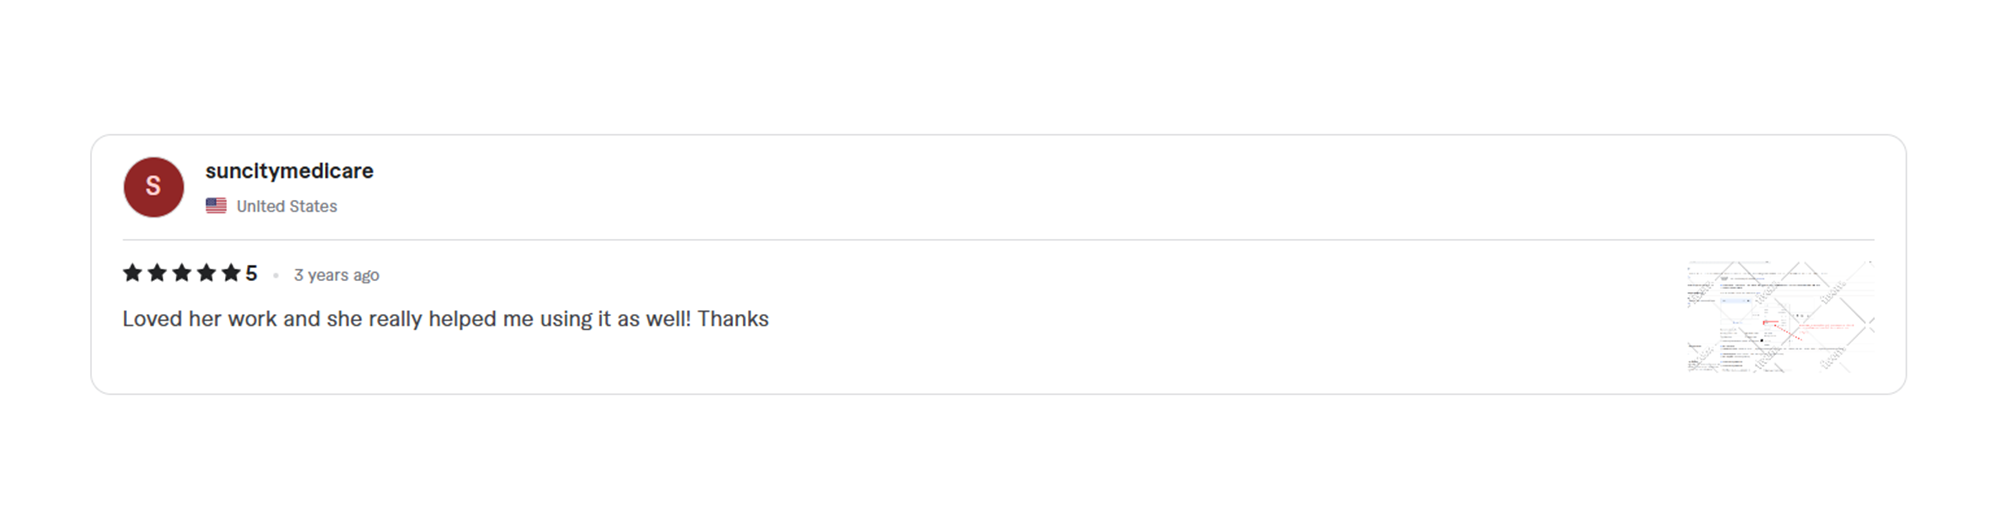 S
suncitymedicare
United States
5 • 3 years ago
Loved her work and she really helped me using it as well! Thanks